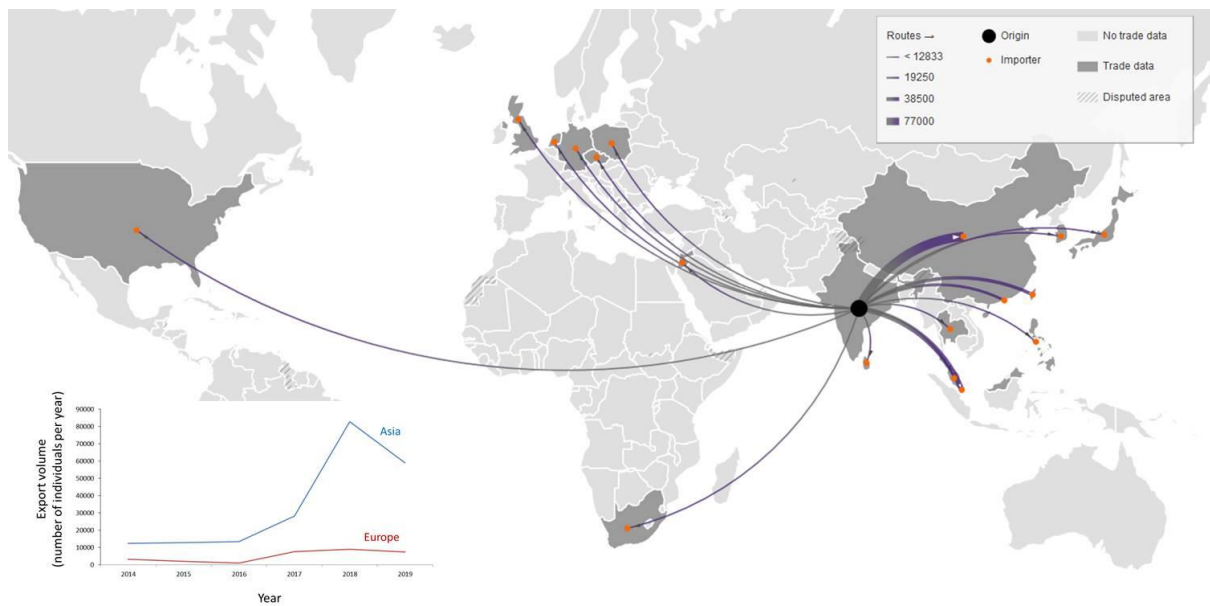 Routes →
< 12833
19250
38500
77000
Origin
Importer
No trade data
Trade data
Disputed area
Export volume
(number of individuals per year)
90000
80000
70000
60000
50000
40000
30000
20000
10000
0
Asia
Europe
2014 2015 2016 2017 2018 2019
Year